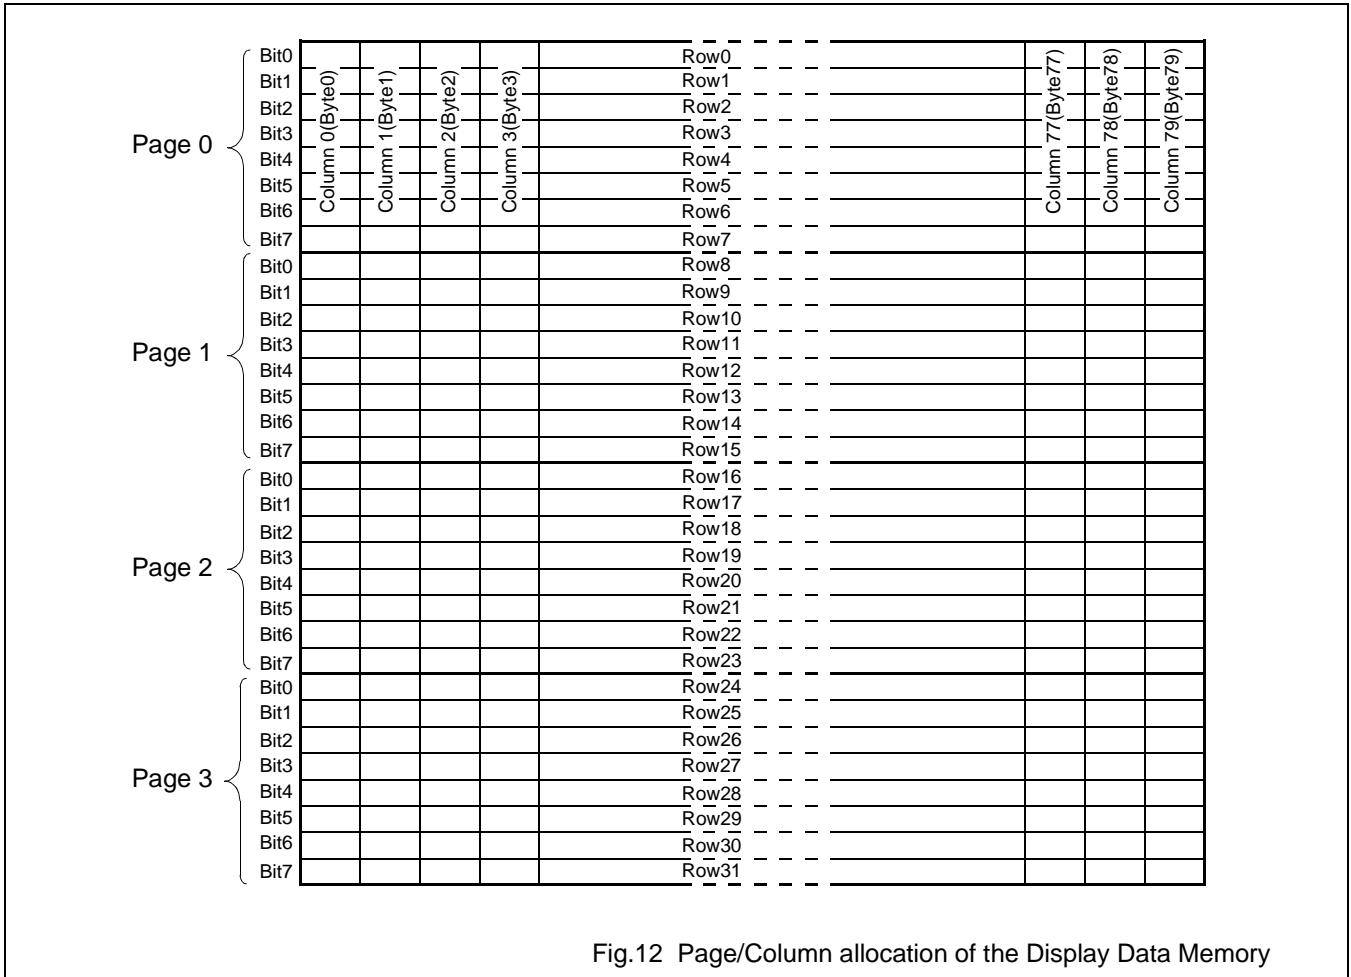 Bit0 Row0
Bit1 Row1
Bit2 Row2
Bit3 Row3
Page 0
Bit4 Row4
Bit5 Row5
Bit6 Row6
Bit7 Row7
Column 0(Byte0)
Column 1(Byte1)
Column 2(Byte2)
Column 3(Byte3)
Column 77(Byte77)
Column 78(Byte78)
Column 79(Byte79)
Bit0 Row8
Bit1 Row9
Bit2 Row10
Bit3 Row11
Page 1
Bit4 Row12
Bit5 Row13
Bit6 Row14
Bit7 Row15
Bit0 Row16
Bit1 Row17
Bit2 Row18
Bit3 Row19
Page 2
Bit4 Row20
Bit5 Row21
Bit6 Row22
Bit7 Row23
Bit0 Row24
Bit1 Row25
Bit2 Row26
Bit3 Row27
Page 3
Bit4 Row28
Bit5 Row29
Bit6 Row30
Bit7 Row31
Fig.12 Page/Column allocation of the Display Data Memory